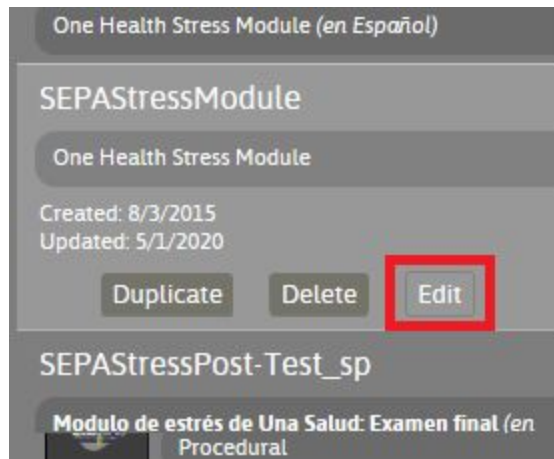 One Health Stress Module (en Español)
SEPAStressModule
One Health Stress Module
Created: 8/3/2015
Updated: 5/1/2020
Duplicate Delete Edit
SEPAStressPost-Test_sp
Modulo de estrés de Una Salud: Examen final (en
Procedural